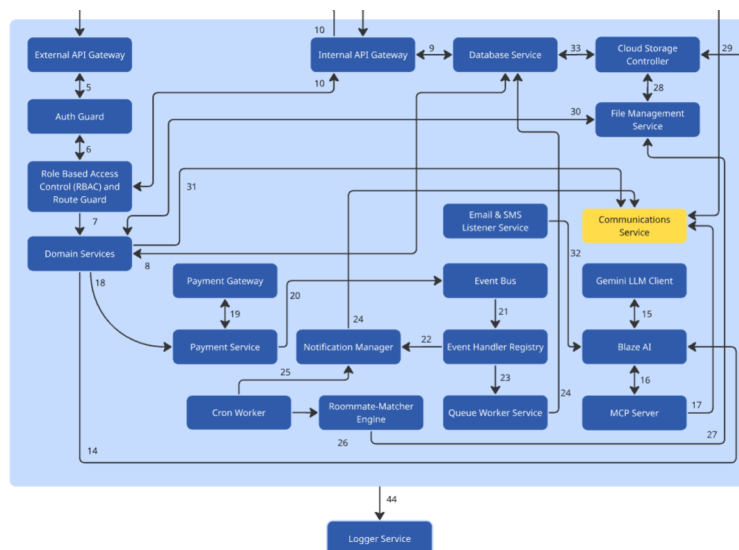 10
29
External API Gateway
Internal API Gateway
9
Database Service
33
Cloud Storage
Controller
5
10
28
Auth Guard
30
File Management
Service
6
Role Based Access
Control (RBAC) and
Route Guard
31
7
Email & SMS
Listener Service
Communications
Service
Domain Services
8
32
18
Payment Gateway
20
Event Bus
Gemini LLM Client
19
24
21
15
Payment Service
Notification Manager
22
Event Handler Registry
Blaze AI
25
23
24
16
Cron Worker
Roommate-Matcher
Engine
Queue Worker Service
MCP Server
17
26
27
14
44
Logger Service